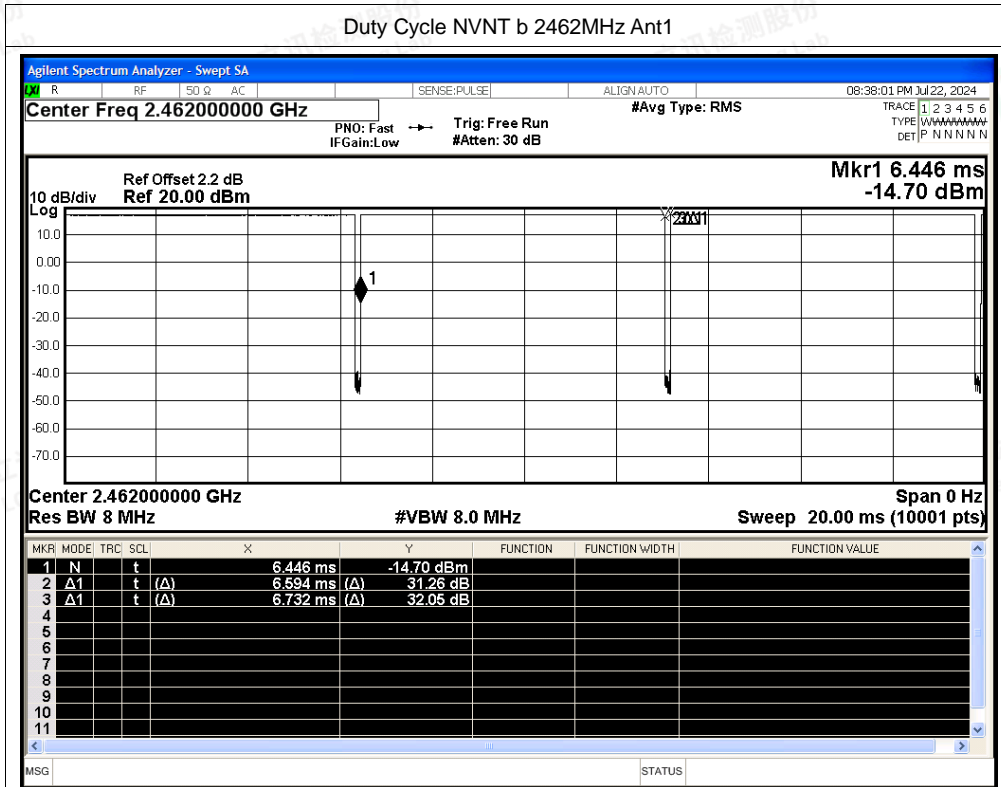 Duty Cycle NVNT b 2462MHz Ant1
Agilent Spectrum Analyzer - Swept SA
LXI R RF 50 Ω AC SENSE:PULSE ALIGN AUTO 08:38:01 PM Jul 22, 2024
Center Freq 2.462000000 GHz #Avg Type: RMS TRACE 1 2 3 4 5 6
PNO: Fast Trig: Free Run TYPE
IFGain:Low #Atten: 30 dB DET P N N N N N
Mkr1 6.446 ms
Ref Offset 2.2 dB
10 dB/div Ref 20.00 dBm -14.70 dBm
Log
10.0
0.00
-10.0
-20.0
-30.0
-40.0
-50.0
-60.0
-70.0
1
Center 2.462000000 GHz Span 0 Hz
Res BW 8 MHz #VBW 8.0 MHz Sweep 20.00 ms (10001 pts)
MKR MODE TRC SCL X Y FUNCTION FUNCTION WIDTH FUNCTION VALUE
1 N t 6.446 ms -14.70 dBm
2 Δ1 t (Δ) 6.594 ms (Δ) 31.26 dB
3 Δ1 t (Δ) 6.732 ms (Δ) 32.05 dB
4
5
6
7
8
9
10
11
MSG STATUS